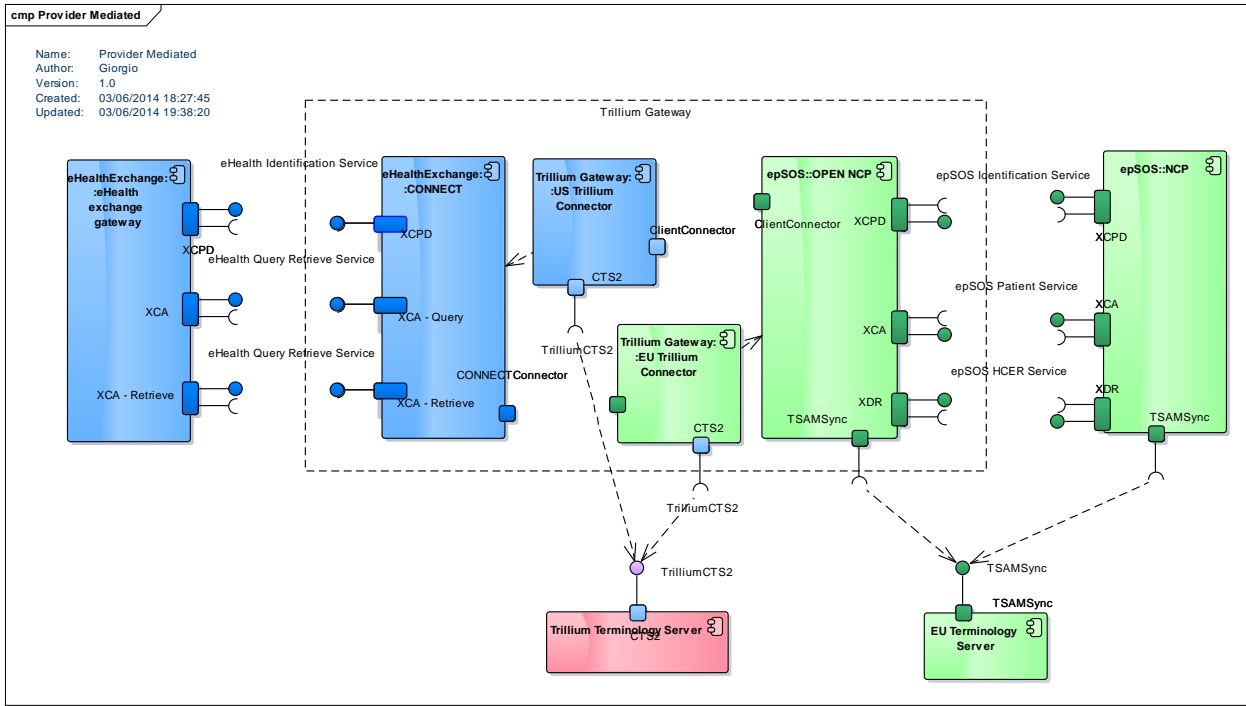 cmp Provider Mediated
Name: Provider Mediated
Author: Giorgio
Version: 1.0
Created: 03/06/2014 18:27:45
Updated: 03/06/2014 19:38:20
Trillium Gateway
eHealthExchange:
:eHealth
exchange
gateway
XCPD
XCA
XCA - Retrieve
eHealth Identification Service
eHealth Query Retrieve Service
eHealth Query Retrieve Service
eHealthExchange:
:CONNECT
XCPD
XCA - Query
XCA - Retrieve
CONNECTConnector
Trillium Gateway:
:US Trillium
Connector
ClientConnector
CTS2
TrilliumCTS2
Trillium Gateway:
:EU Trillium
Connector
CTS2
TrilliumCTS2
epSOS::OPEN NCP
ClientConnector
XCPD
XCA
XDR
TSAMSync
epSOS Identification Service
epSOS Patient Service
epSOS HCER Service
epSOS::NCP
XCPD
XCA
XDR
TSAMSync
TrilliumCTS2
Trillium Terminology Server
CTS2
TSAMSync
TSAMSync
EU Terminology
Server